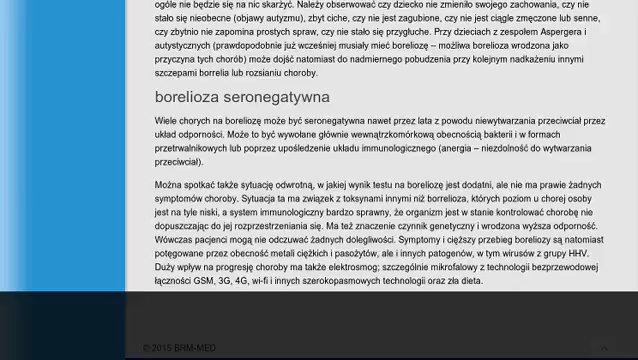 ogóle nie będzie się na nic skarżyć. Należy obserwować czy dziecko nie zmieniło swojego zachowania, czy nie
stało się nieobecne (objawy autyzmu), zbyt ciche, czy nie jest zagubione, czy nie jest ciągle zmęczone lub senne,
czy zbytnio nie zapomina prostych spraw, czy nie stało się przygłuche. Przy dzieciach z zespołem Aspergera i
autystycznych (prawdopodobnie już wcześniej musiały mieć boreliozę – możliwa borelioza wrodzona jako
przyczyna tych chorób) może dojść natomiast do nadmiernego pobudzenia przy kolejnym nadkażeniu innymi
szczepami borrelia lub rozsianiu choroby.
borelioza seronegatywna
Wiele chorych na boreliozę może być seronegatywna nawet przez lata z powodu niewytwarzania przeciwciał przez
układ odporności. Może to być wywołane głównie wewnątrzkomórkową obecnością bakterii i w formach
przetrwalnikowych lub poprzez upośledzenie układu immunologicznego (anergia – niezdolność do wytwarzania
przeciwciał).
Można spotkać także sytuację odwrotną, w jakiej wynik testu na boreliozę jest dodatni, ale nie ma prawie żadnych
symptomów choroby. Sytuacja ta ma związek z toksynami innymi niż borrelioza, których poziom u chorej osoby
jest na tyle niski, a system immunologiczny bardzo sprawny, że organizm jest w stanie kontrolować chorobę nie
dopuszczając do jej rozprzestrzeniania się. Ma też znaczenie czynnik genetyczny i wrodzona wyższa odporność.
Wówczas pacjenci mogą nie odczuwać żadnych dolegliwości. Symptomy i cięższy przebieg boreliozy są natomiast
potęgowane przez obecność metali ciężkich i pasożytów, ale i innych patogenów, w tym wirusów z grupy HHV.
Duży wpływ na progresję choroby ma także elektrosmog; szczególnie mikrofalowy z technologii bezprzewodowej
łączności GSM, 3G, 4G, wi-fi i innych szerokopasmowych technologii oraz zła dieta.
© 2015 BRM-MED